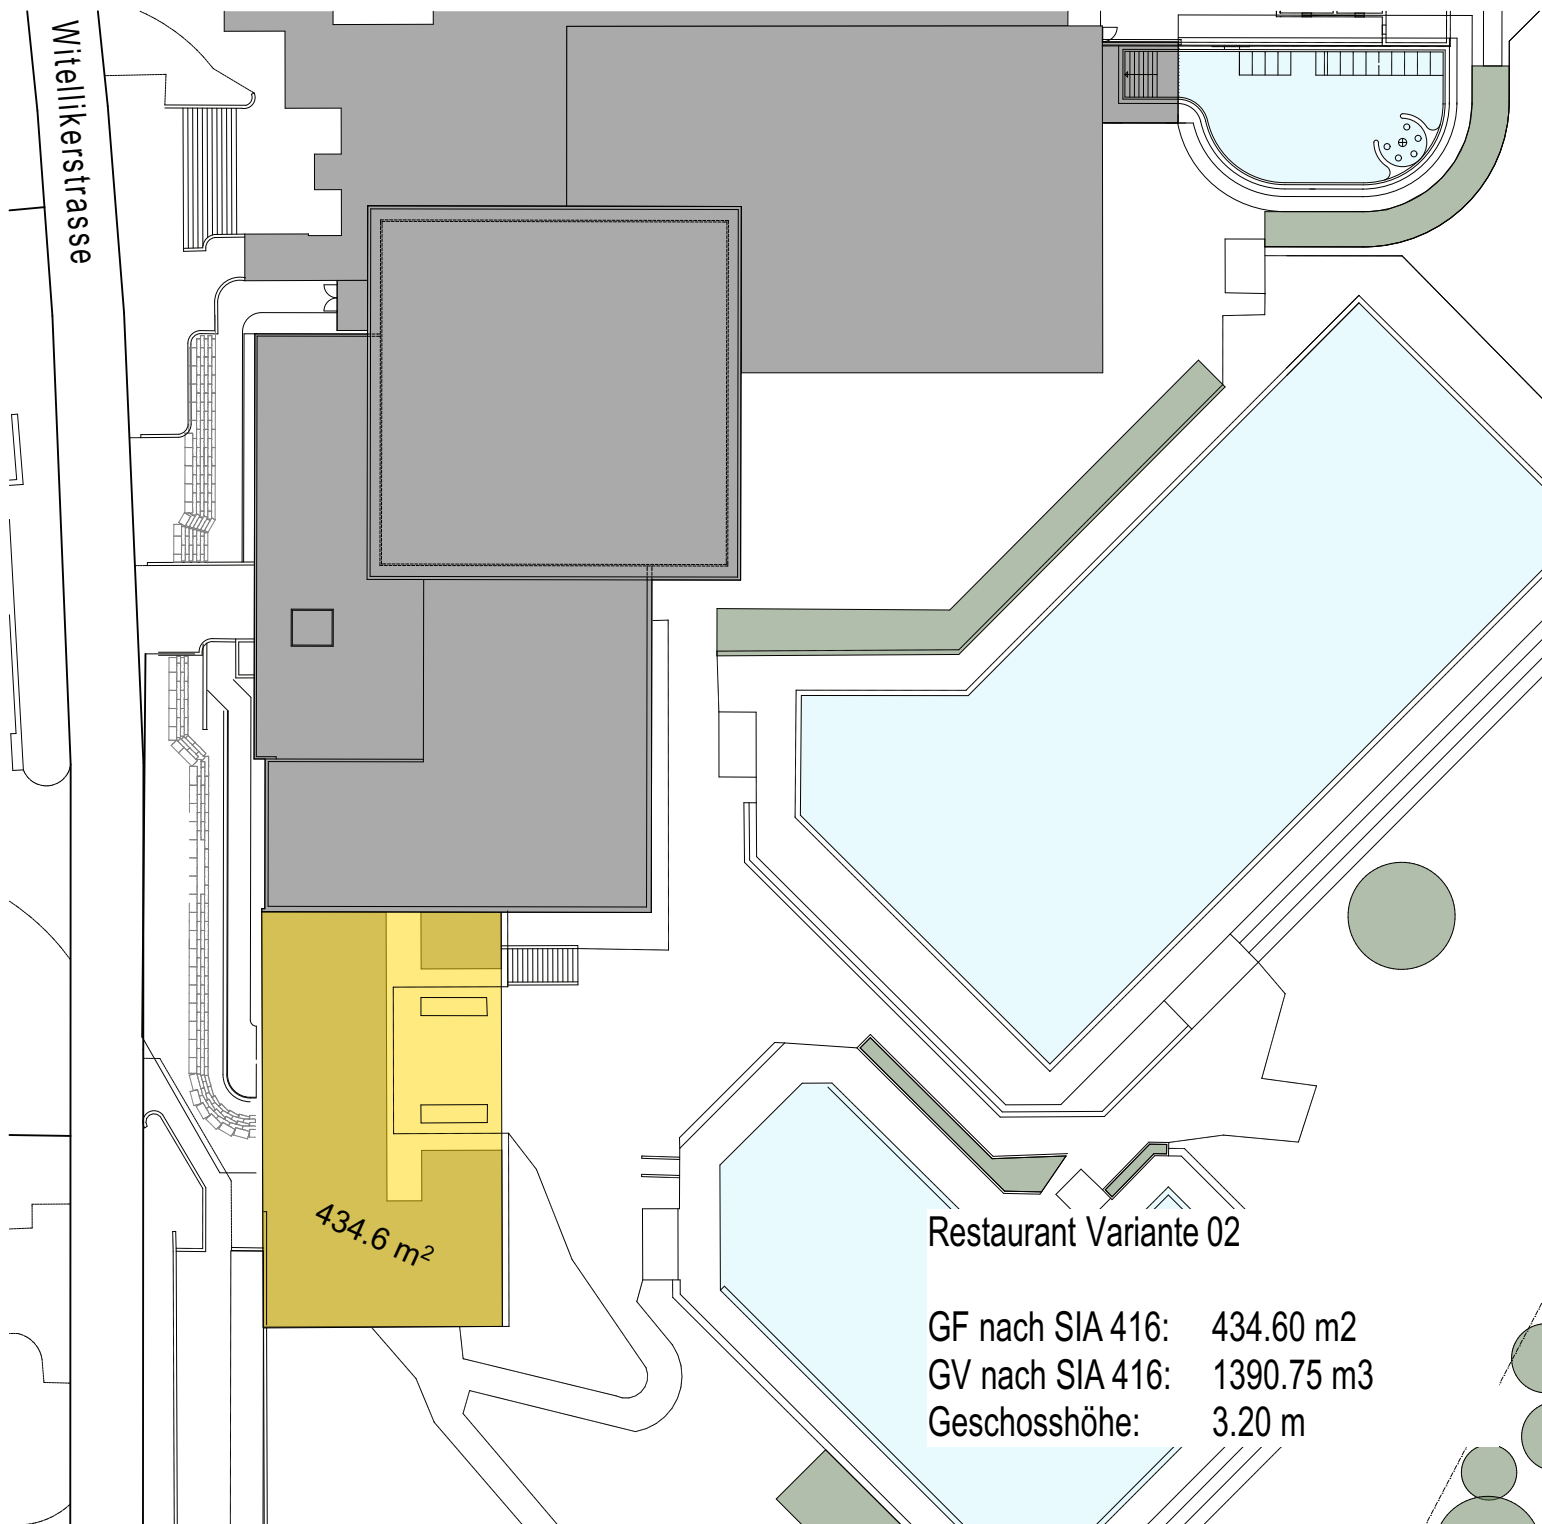 Witellikerstrasse
434.6 m²
Restaurant Variante 02
GF nach SIA 416: 434.60 m2
GV nach SIA 416: 1390.75 m3
Geschosshöhe: 3.20 m